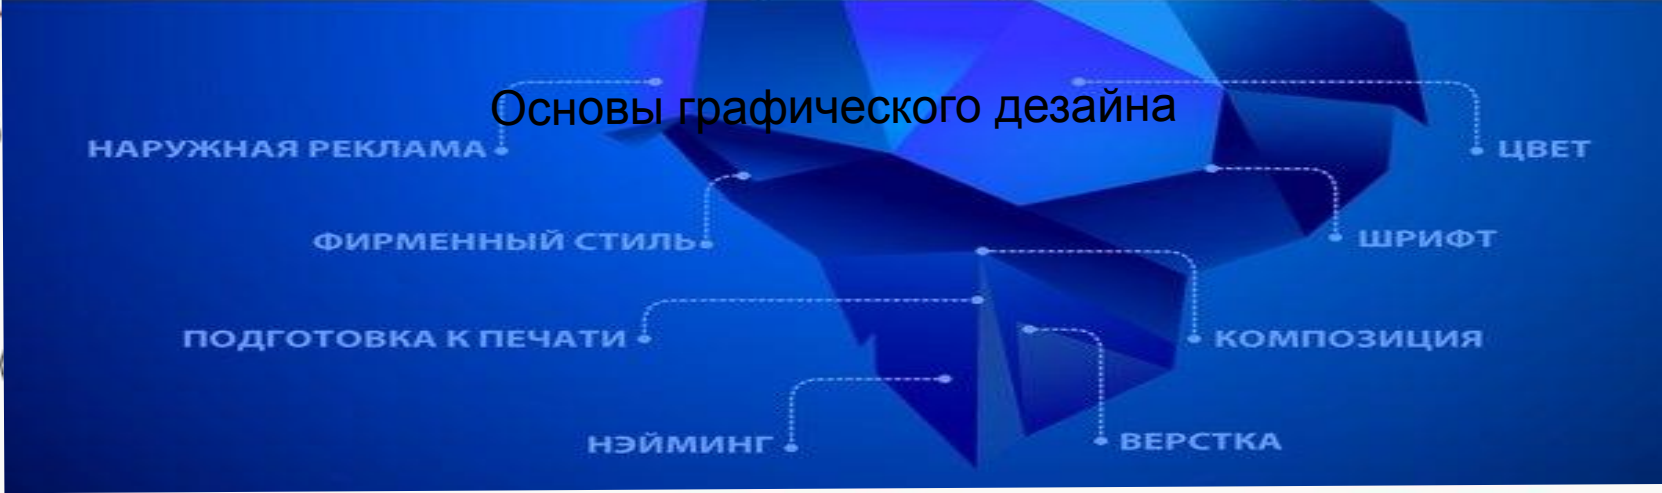 Основы графического дезайна
НАРУЖНАЯ РЕКЛАМА
ЦВЕТ
ФИРМЕННЫЙ СТИЛЬ
ШРИФТ
ПОДГОТОВКА К ПЕЧАТИ
КОМПОЗИЦИЯ
НЭЙМИНГ
ВЕРСТКА